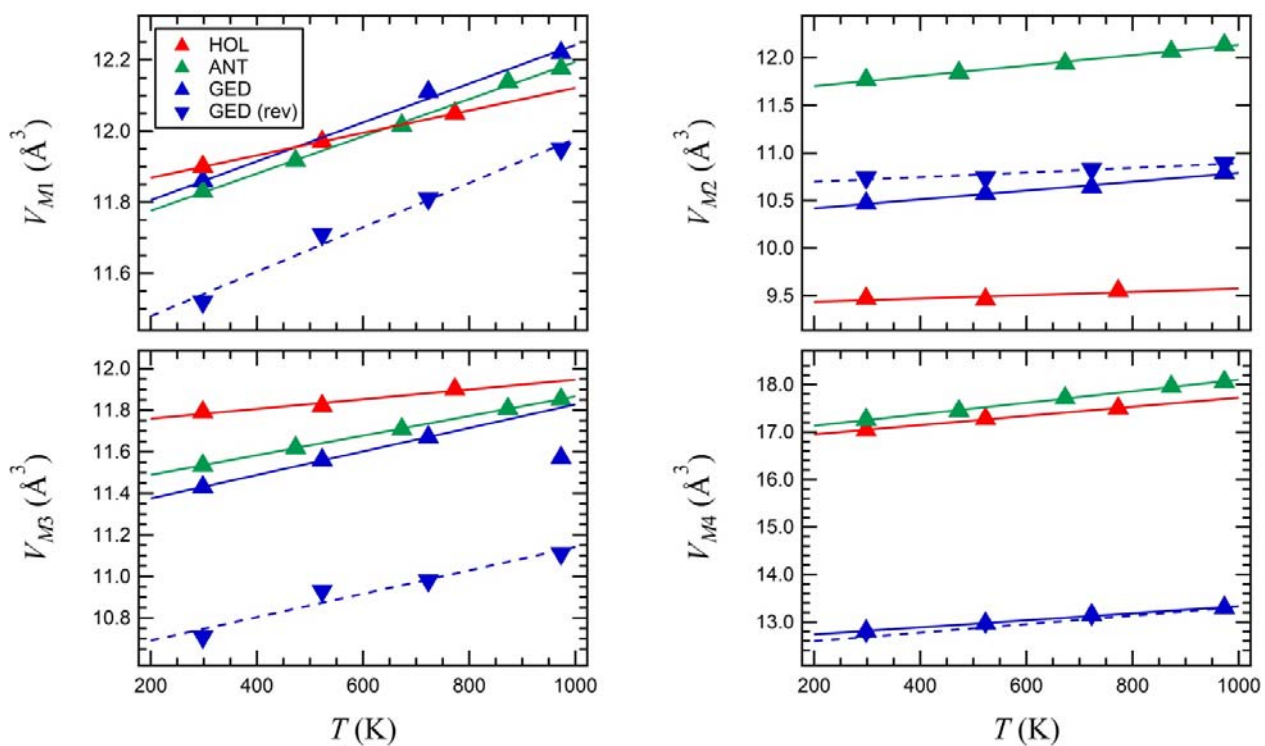 V_M1 (Å³)
12.2
12.0
11.8
11.6
HOL
ANT
GED
GED (rev)
V_M2 (Å³)
12.0
11.5
11.0
10.5
10.0
9.5
V_M3 (Å³)
12.0
11.8
11.6
11.4
11.1
11.0
10.8
200 400 600 800 1000
T (K)
V_M4 (Å³)
18.0
17.0
16.0
15.0
14.0
13.0
200 400 600 800 1000
T (K)